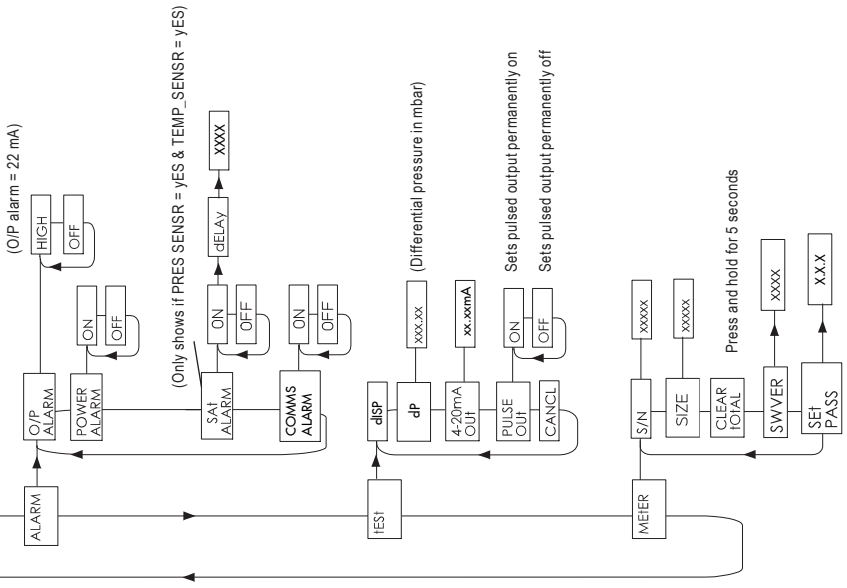 ALARM
O/P
ALARM
(O/P alarm = 22 mA)
HIGH
OFF
POWER
ALARM
ON
OFF
(Only shows if PRES SENSR = yES & TEMP_SENSR = yES)
SAt
ALARM
ON
OFF
dELAy
XXXX
COMMS
ALARM
ON
OFF
tESt
dISP
dP
xxx.xx
(Differential pressure in mbar)
4-20mA
OUt
xx.xxmA
PULSE
OUt
ON
OFF
Sets pulsed output permanently on
Sets pulsed output permanently off
CANCL
MEtER
S/N
xxxxx
SIZE
xxxxx
CLEAR
tOtAL
Press and hold for 5 seconds
SWVER
xxxx
SEt
PASS
X.X.X